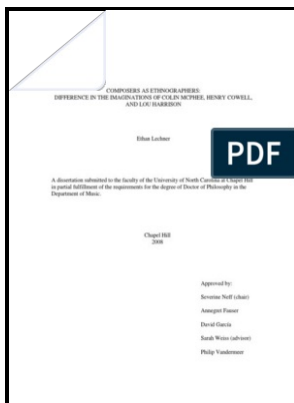 COMPOSERS AS ETHNOGRAPHERS:
DIFFERENCE IN THE IMAGINATIONS OF COLIN MCPHEE, HENRY COWELL,
AND LOU HARRISON
Ethan Lechner
PDF
A dissertation submitted to the faculty of the University of North Carolina at Chapel Hill
in partial fulfillment of the requirements for the degree of Doctor of Philosophy in the
Department of Music.
Chapel Hill
2008
Approved by:
Severine Neff (chair)
Annegret Fauser
David Garcia
Sarah Weiss (advisor)
Philip Vandermeer